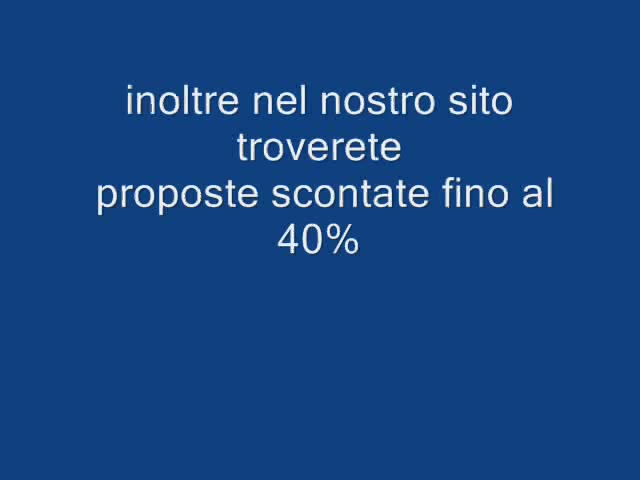 inoltre nel nostro sito
troverete
proposte scontate fino al
40%